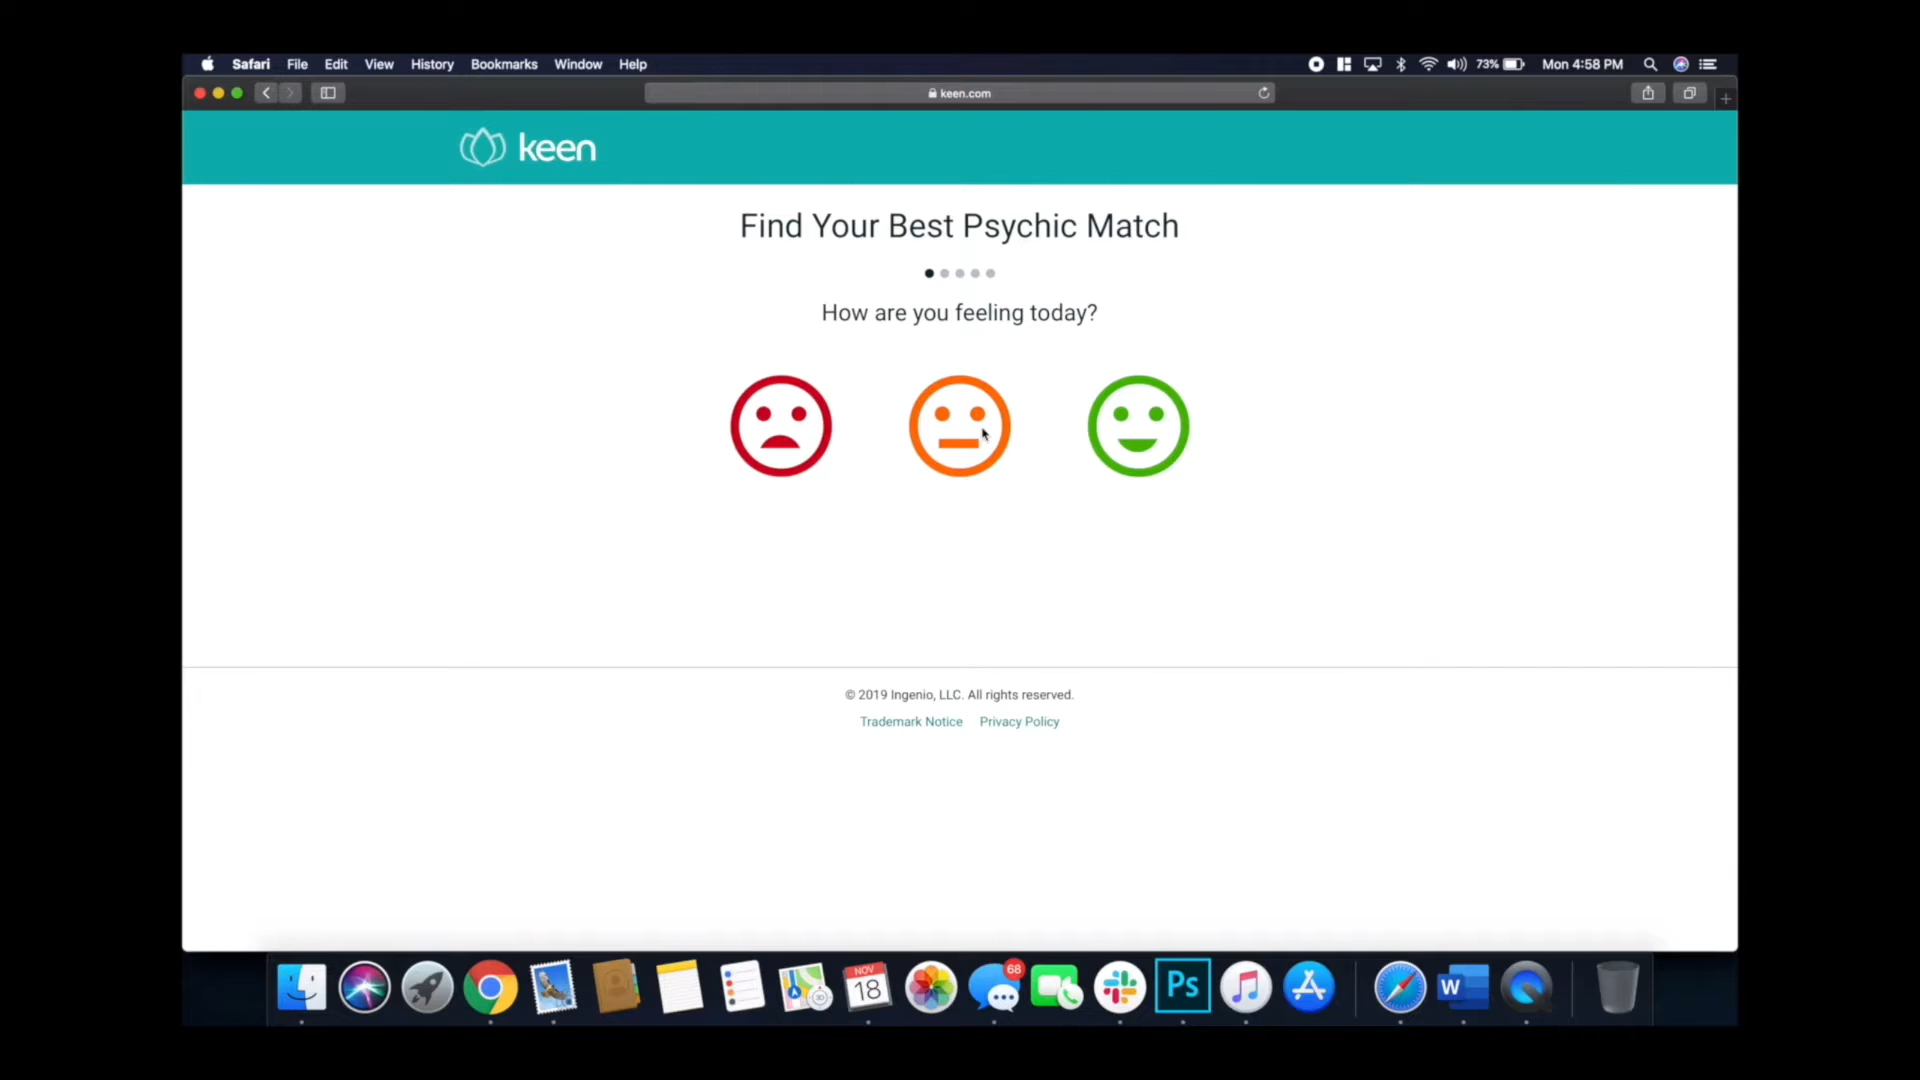 Safari File Edit View History Bookmarks Window Help 73% Mon 4:58 PM
keen.com
keen
Find Your Best Psychic Match
How are you feeling today?
© 2019 Ingenio, LLC. All rights reserved.
Trademark Notice Privacy Policy
NOV
18
68
Ps
W